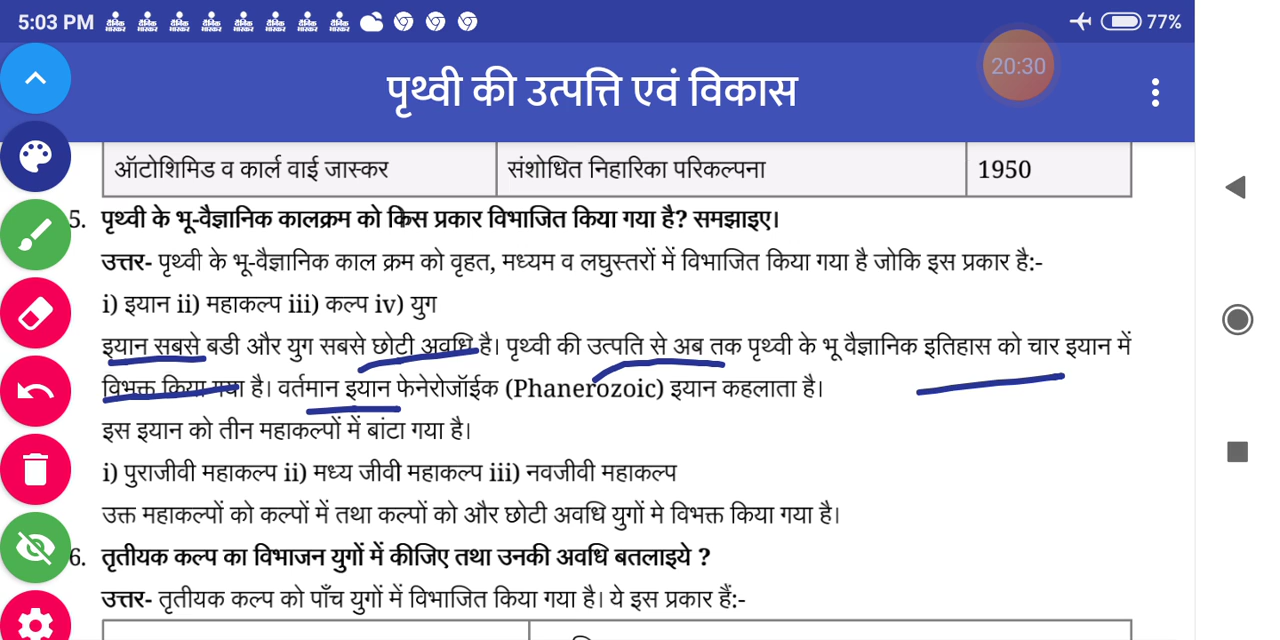 5:03 PM
77%
20:30
पृथ्वी की उत्पत्ति एवं विकास
ऑटोशिमिड व कार्ल वाई जास्कर संशोधित निहारिका परिकल्पना 1950
5. पृथ्वी के भू-वैज्ञानिक कालक्रम को किस प्रकार विभाजित किया गया है? समझाइए।
उत्तर- पृथ्वी के भू-वैज्ञानिक काल क्रम को वृहत, मध्यम व लघुस्तरों में विभाजित किया गया है जोकि इस प्रकार है:-
i) इयान ii) महाकल्प iii) कल्प iv) युग
इयान सबसे बडी और युग सबसे छोटी अवधि है। पृथ्वी की उत्पति से अब तक पृथ्वी के भू वैज्ञानिक इतिहास को चार इयान में
विभक्त किया गया है। वर्तमान इयान फेनेरोजॉईक (Phanerozoic) इयान कहलाता है।
इस इयान को तीन महाकल्पों में बांटा गया है।
i) पुराजीवी महाकल्प ii) मध्य जीवी महाकल्प iii) नवजीवी महाकल्प
उक्त महाकल्पों को कल्पों में तथा कल्पों को और छोटी अवधि युगों मे विभक्त किया गया है।
6. तृतीयक कल्प का विभाजन युगों में कीजिए तथा उनकी अवधि बतलाइये ?
उत्तर- तृतीयक कल्प को पाँच युगों में विभाजित किया गया है। ये इस प्रकार हैं:-